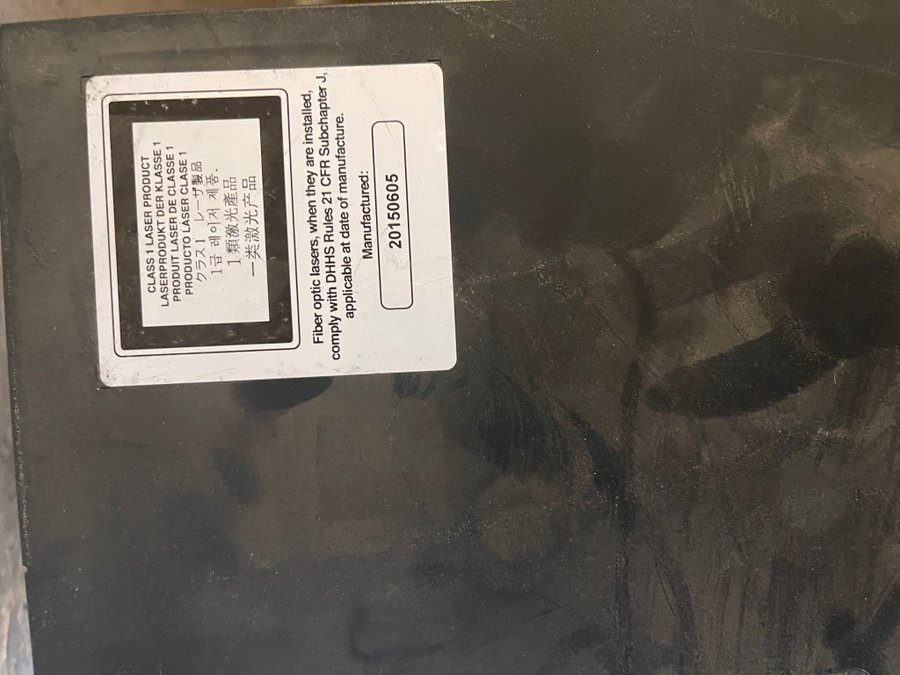 CLASS 1 LASER PRODUCT
LASERPRODUKT DER KLASSE 1
PRODUIT LASER DE CLASSE 1
PRODUCTO LASER CLASE 1
クラス1 レーザ製品
1급 레이저 제품.
1類激光產品
一类激光产品
Fiber optic lasers, when they are installed,
comply with DHHS Rules 21 CFR Subchapter J,
applicable at date of manufacture.
Manufactured:
20150605